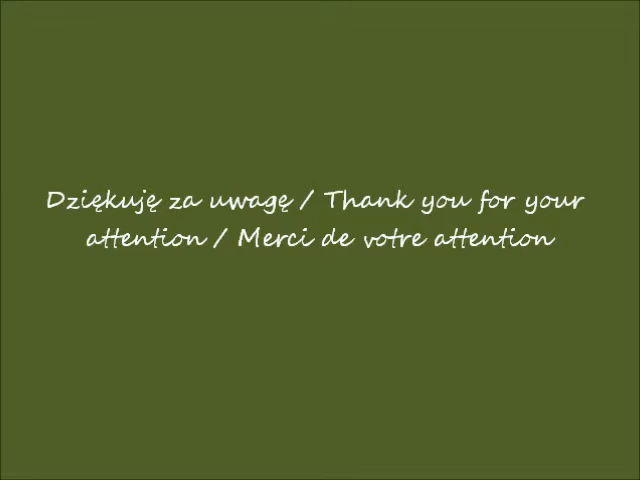 Dziękuję za uwagę / Thank you for your
attention / Merci de votre attention